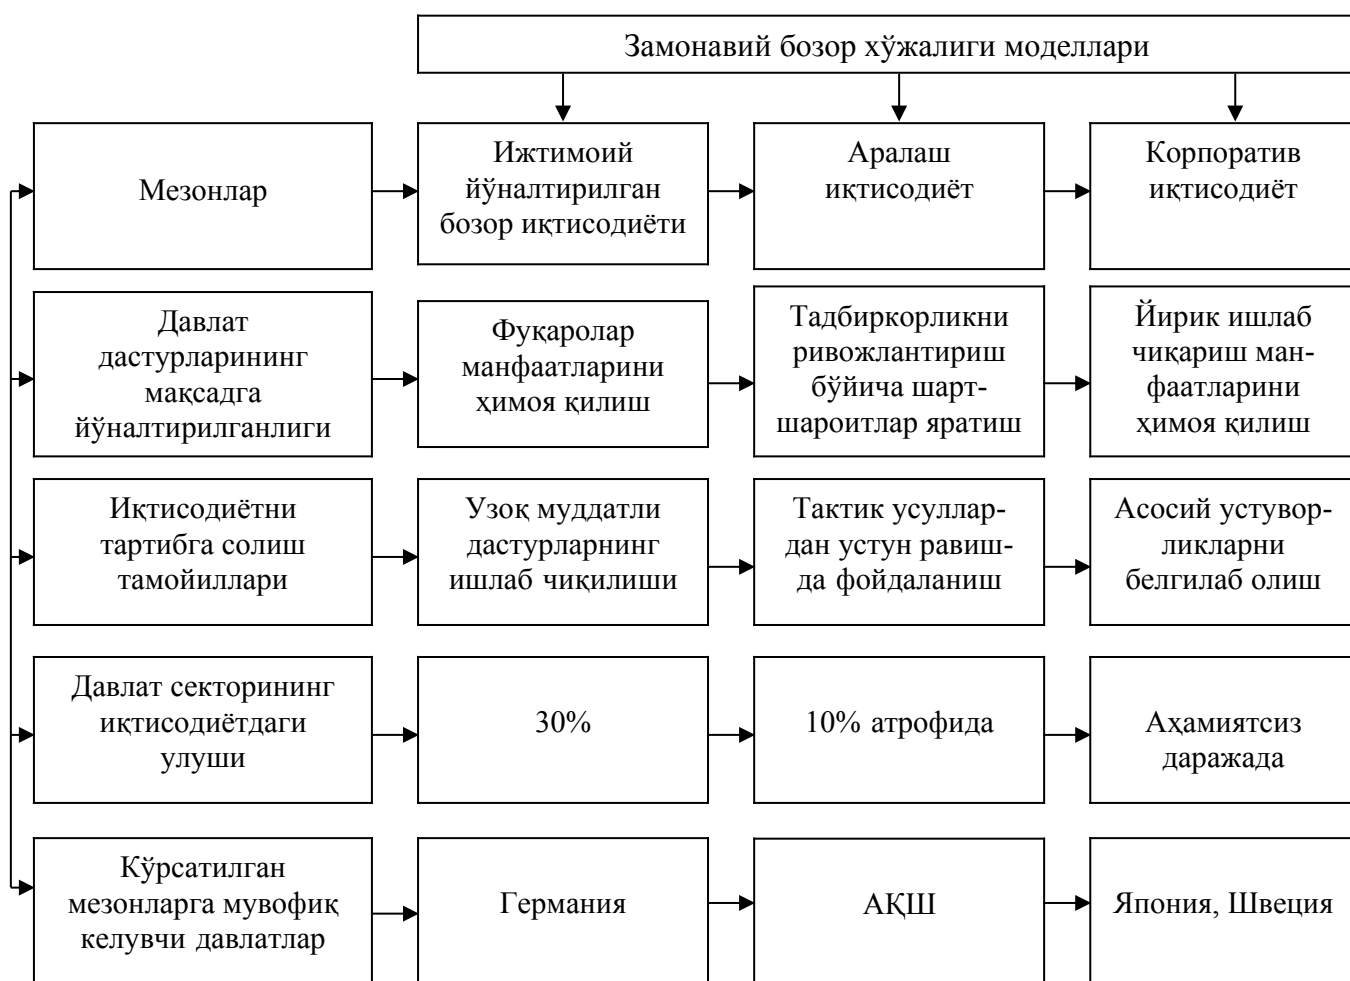 Замонавий бозор хўжалиги моделлари
Мезонлар
Ижтимоий
йўналтирилган
бозор иқтисодиёти
Аралаш
иқтисодиёт
Корпоратив
иқтисодиёт
Давлат
дастурларининг
мақсадга
йўналтирилганлиги
Фуқаролар
манфаатларини
ҳимоя қилиш
Тадбиркорликни
ривожлантириш
бўйича шарт-
шароитлар яратиш
Йирик ишлаб
чиқариш ман-
фаатларини
ҳимоя қилиш
Иқтисодиётни
тартибга солиш
тамойиллари
Узоқ муддатли
дастурларнинг
ишлаб чиқилиши
Тактик усуллар-
дан устун равиш-
да фойдаланиш
Асосий устувор-
ликларни
белгилаб олиш
Давлат секторининг
иқтисодиётдаги
улуши
30%
10% атрофида
Аҳамиятсиз
даражада
Кўрсатилган
мезонларга мувофиқ
келувчи давлатлар
Германия
АҚШ
Япония, Швеция